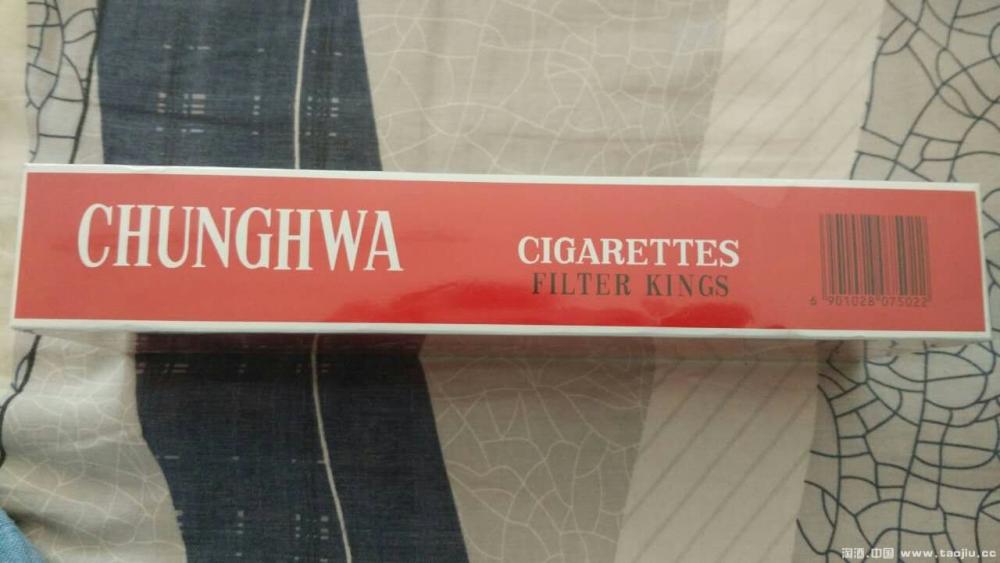 CHUNGHWA
CIGARETTES
FILTER KINGS
6 901028 075022
淘酒.中国 www.taojiu.cc